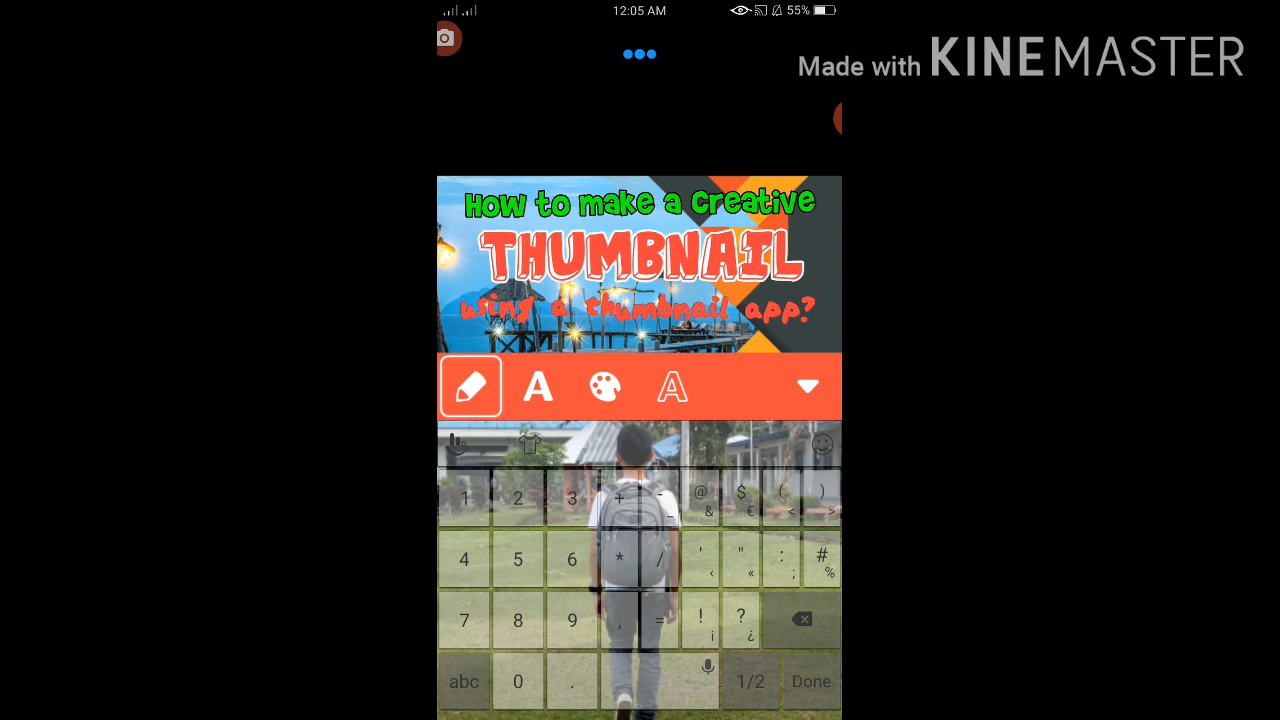 12:05 AM
55%
Made with KINEMASTER
How to make a creative
THUMBNAIL
using a thumbnail app?
A A
1 2 3 + - _ @ & $ € ( < ) >
4 5 6 * / ' ‹ " « : ; # %
7 8 9 , = ! ¡ ? ¿
abc 0 . 1/2 Done